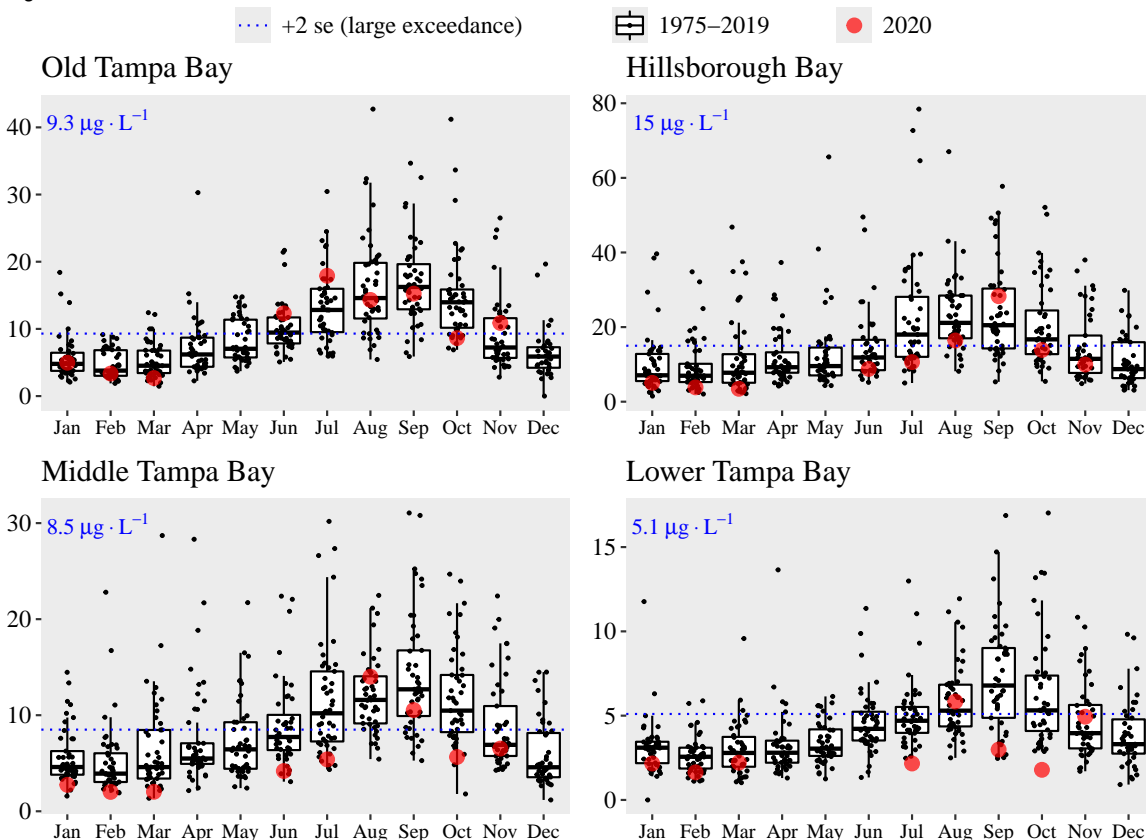 +2 se (large exceedance) 1975−2019 2020
Old Tampa Bay
9.3 μg · L⁻¹
40
30
20
10
0
Jan Feb Mar Apr May Jun Jul Aug Sep Oct Nov Dec
Hillsborough Bay
15 μg · L⁻¹
80
60
40
20
0
Jan Feb Mar Apr May Jun Jul Aug Sep Oct Nov Dec
Middle Tampa Bay
8.5 μg · L⁻¹
30
20
10
0
Jan Feb Mar Apr May Jun Jul Aug Sep Oct Nov Dec
Lower Tampa Bay
5.1 μg · L⁻¹
15
10
5
0
Jan Feb Mar Apr May Jun Jul Aug Sep Oct Nov Dec